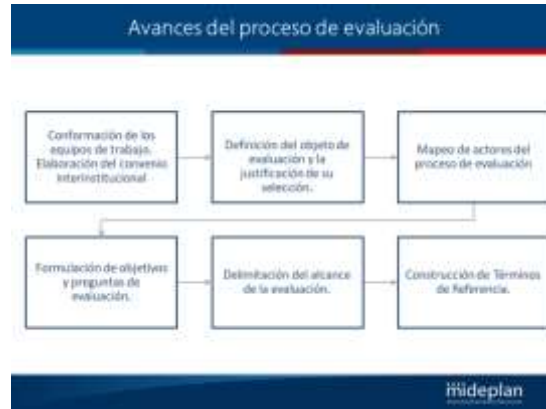 Avances del proceso de evaluación
Conformación de los
equipos de trabajo.
Elaboración del convenio
Interinstitucional
Definición del objeto de
evaluación y la
justificación de su
selección.
Mapeo de actores del
proceso de evaluación
Formulación de objetivos
y preguntas de
evaluación.
Delimitación del alcance
de la evaluación.
Construcción de Términos
de Referencia.
mideplan